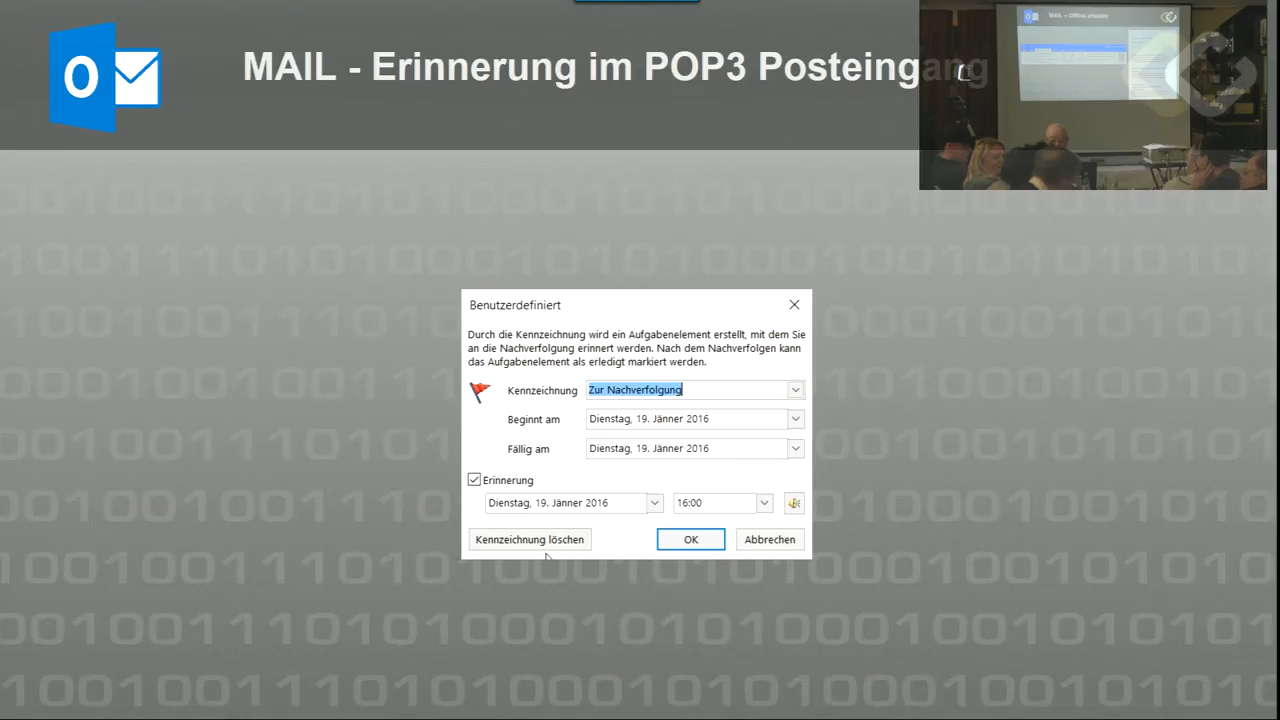 O
MAIL - Erinnerung im POP3 Posteingang
MAIL - Offline arbeiten
Benutzerdefiniert
Durch die Kennzeichnung wird ein Aufgabenelement erstellt, mit dem Sie
an die Nachverfolgung erinnert werden. Nach dem Nachverfolgen kann
das Aufgabenelement als erledigt markiert werden.
Kennzeichnung Zur Nachverfolgung
Beginnt am Dienstag, 19. Jänner 2016
Fällig am Dienstag, 19. Jänner 2016
Erinnerung
Dienstag, 19. Jänner 2016 16:00
Kennzeichnung löschen OK Abbrechen